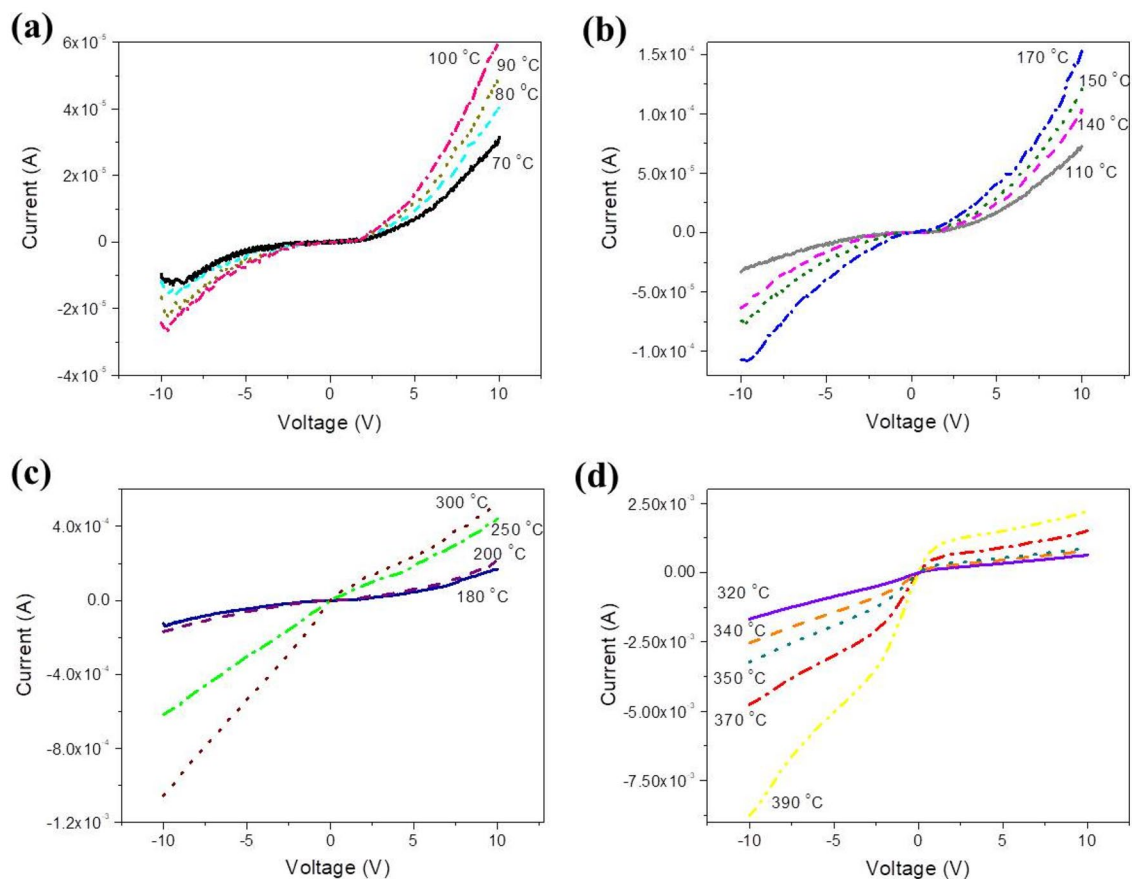 (a)
6x10⁻⁵
4x10⁻⁵
2x10⁻⁵
0
-2x10⁻⁵
-4x10⁻⁵
Current (A)
100 °C
90 °C
80 °C
70 °C
-10 -5 0 5 10
Voltage (V)
(b)
1.5x10⁻⁴
1.0x10⁻⁴
5.0x10⁻⁵
0.0
-5.0x10⁻⁵
-1.0x10⁻⁴
Current (A)
170 °C
150 °C
140 °C
110 °C
-10 -5 0 5 10
Voltage (V)
(c)
4.0x10⁻⁴
0.0
-4.0x10⁻⁴
-8.0x10⁻⁴
-1.2x10⁻³
Current (A)
300 °C
250 °C
200 °C
180 °C
-10 -5 0 5 10
Voltage (V)
(d)
2.50x10⁻³
0.00
-2.50x10⁻³
-5.00x10⁻³
-7.50x10⁻³
Current (A)
320 °C
340 °C
350 °C
370 °C
390 °C
-10 -5 0 5 10
Voltage (V)